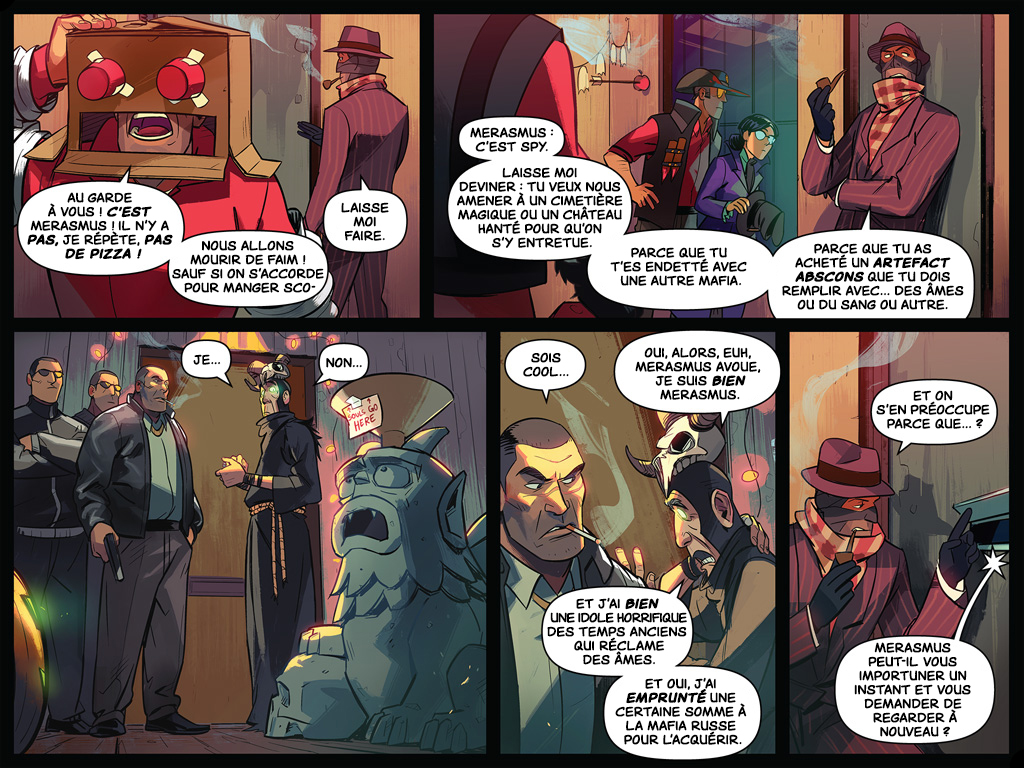 AU GARDE
À VOUS ! C'EST
MERASMUS ! IL N'Y A
PAS, JE RÉPÈTE, PAS
DE PIZZA !
NOUS ALLONS
MOURIR DE FAIM !
SAUF SI ON S'ACCORDE
POUR MANGER SCO-
LAISSE
MOI
FAIRE.
MERASMUS :
C'EST SPY.
LAISSE MOI
DEVINER : TU VEUX NOUS
AMENER À UN CIMETIÈRE
MAGIQUE OU UN CHÂTEAU
HANTÉ POUR QU'ON
S'Y ENTRETUE.
PARCE QUE TU
T'ES ENDETTÉ AVEC
UNE AUTRE MAFIA.
PARCE QUE TU AS
ACHETÉ UN ARTEFACT
ABSCONS QUE TU DOIS
REMPLIR AVEC... DES ÂMES
OU DU SANG OU AUTRE.
JE...
NON...
SOULS GO
HERE
SOIS
COOL...
OUI, ALORS, EUH,
MERASMUS AVOUE,
JE SUIS BIEN
MERASMUS.
ET J'AI BIEN
UNE IDOLE HORRIFIQUE
DES TEMPS ANCIENS
QUI RÉCLAME
DES ÂMES.
ET OUI, J'AI
EMPRUNTÉ UNE
CERTAINE SOMME À
LA MAFIA RUSSE
POUR L'ACQUÉRIR.
ET ON
S'EN PRÉOCCUPE
PARCE QUE... ?
MERASMUS
PEUT-IL VOUS
IMPORTUNER UN
INSTANT ET VOUS
DEMANDER DE
REGARDER À
NOUVEAU ?